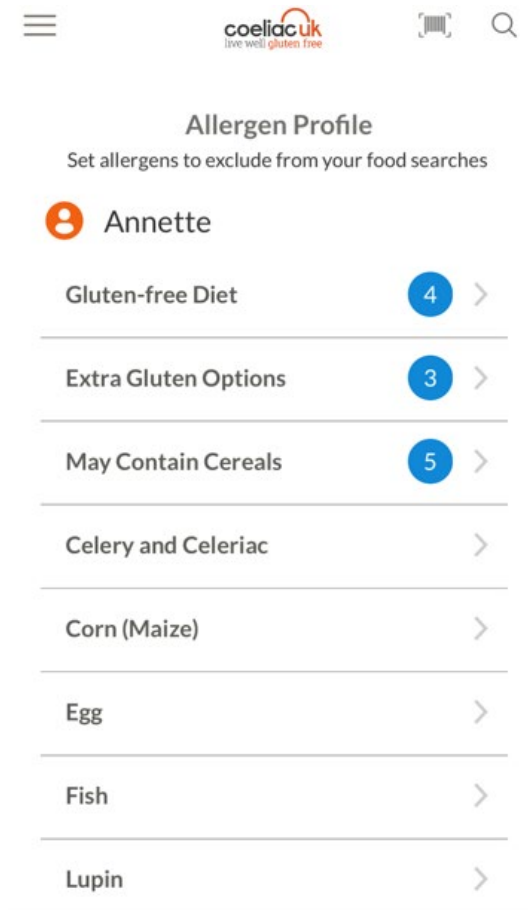 coeliac uk
live well gluten free
Allergen Profile
Set allergens to exclude from your food searches
Annette
Gluten-free Diet 4
Extra Gluten Options 3
May Contain Cereals 5
Celery and Celeriac
Corn (Maize)
Egg
Fish
Lupin